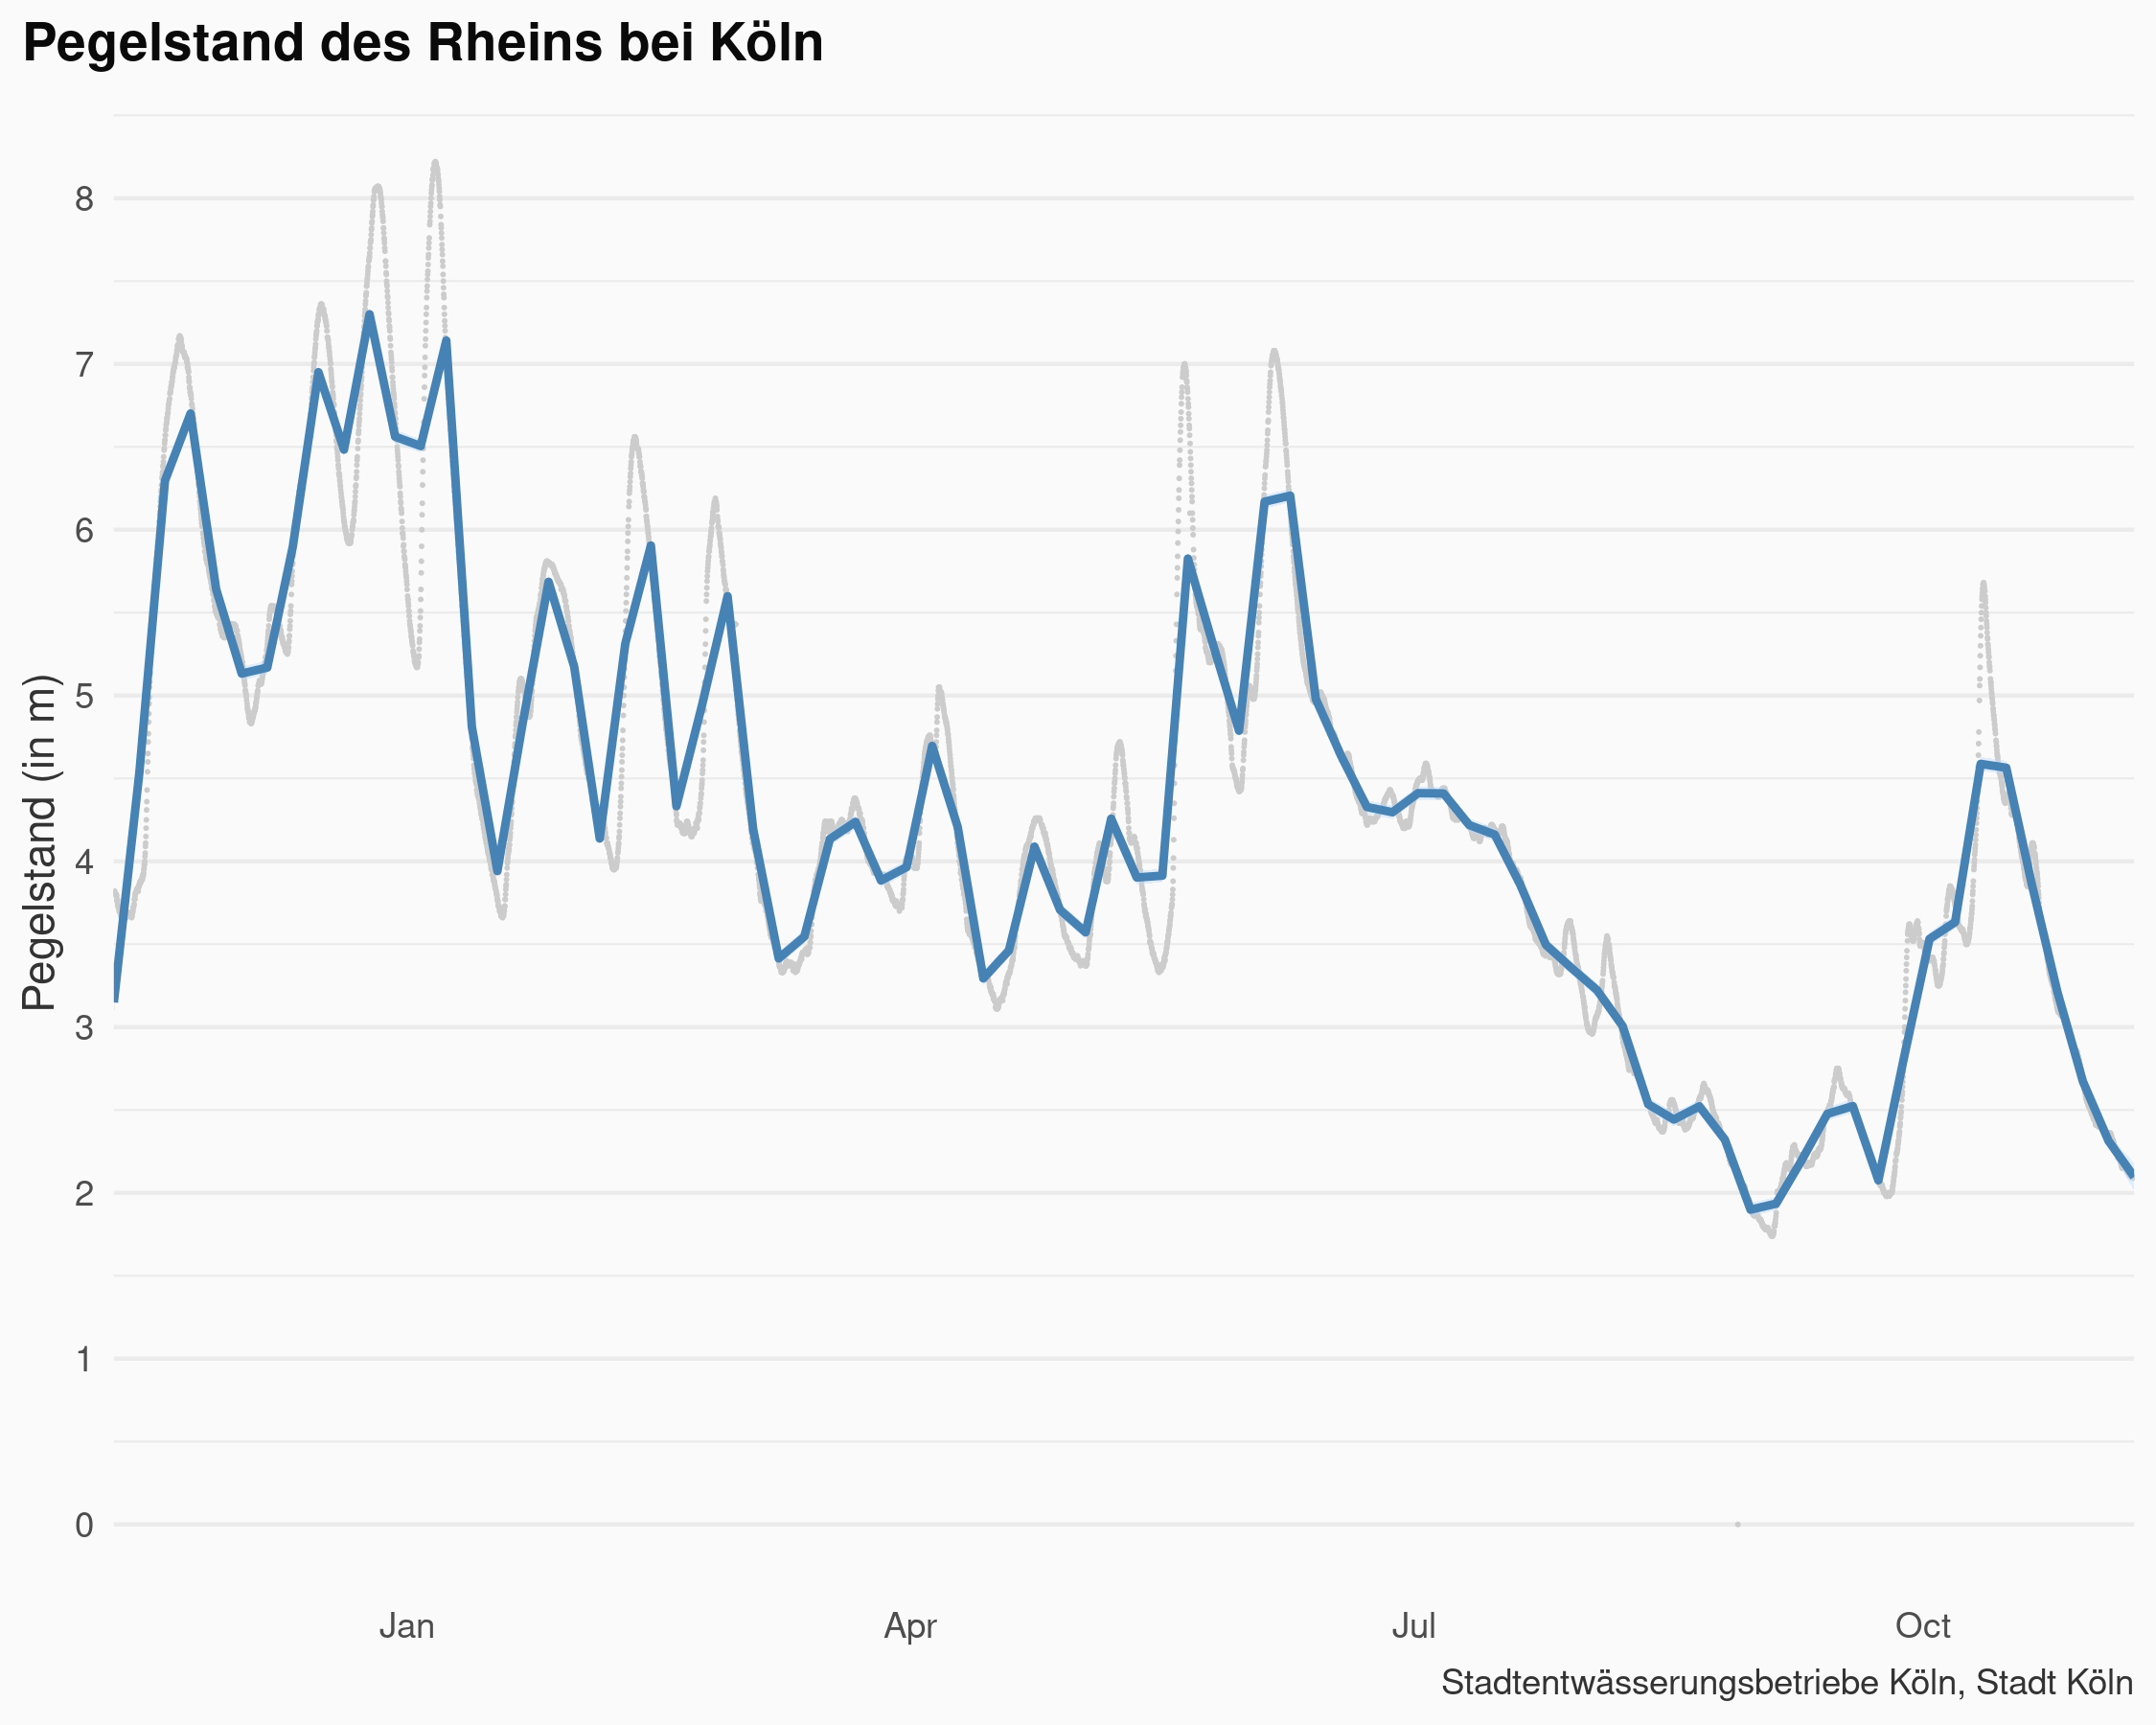 Pegelstand des Rheins bei Köln
Pegelstand (in m)
8
7
6
5
4
3
2
1
0
Jan Apr Jul Oct
Stadtentwässerungsbetriebe Köln, Stadt Köln